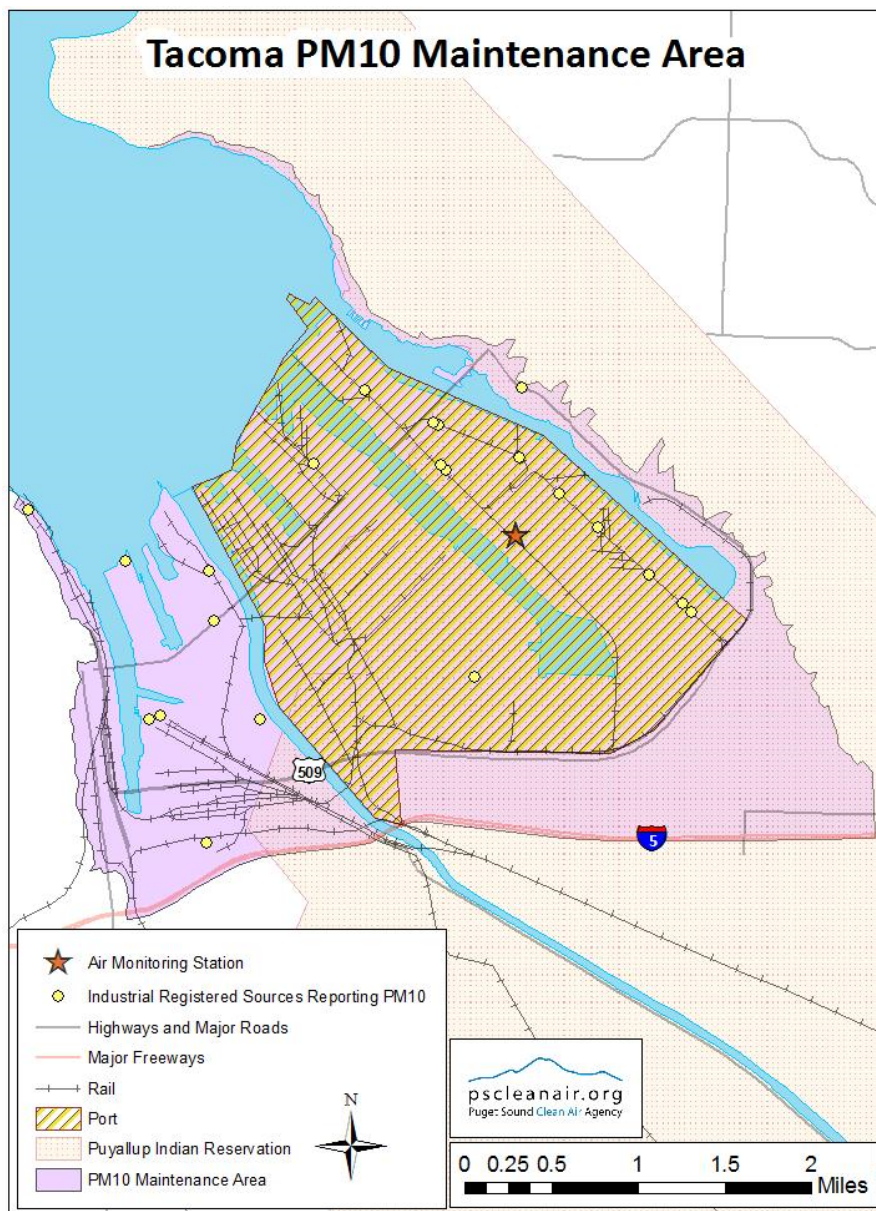 Tacoma PM10 Maintenance Area
509
5
Air Monitoring Station
Industrial Registered Sources Reporting PM10
Highways and Major Roads
Major Freeways
Rail
Port
Puyallup Indian Reservation
PM10 Maintenance Area
N
pscleanair.org
Puget Sound Clean Air Agency
0 0.25 0.5 1 1.5 2
Miles